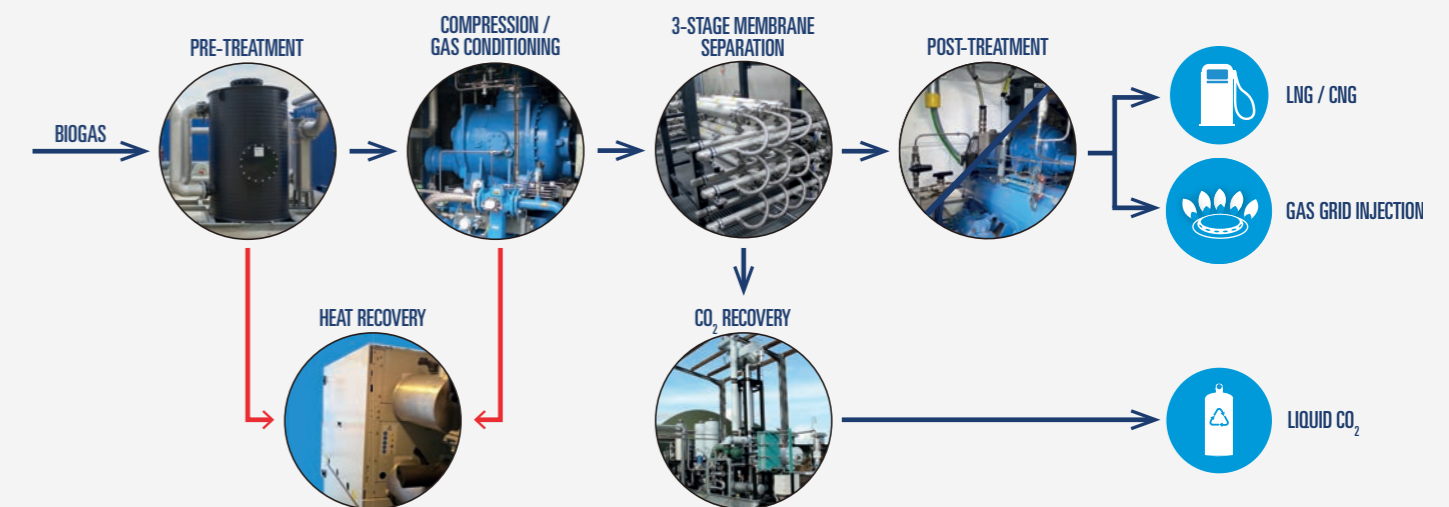 PRE-TREATMENT
COMPRESSION /
GAS CONDITIONING
3-STAGE MEMBRANE
SEPARATION
POST-TREATMENT
BIOGAS
LNG / CNG
GAS GRID INJECTION
HEAT RECOVERY
CO₂ RECOVERY
LIQUID CO₂